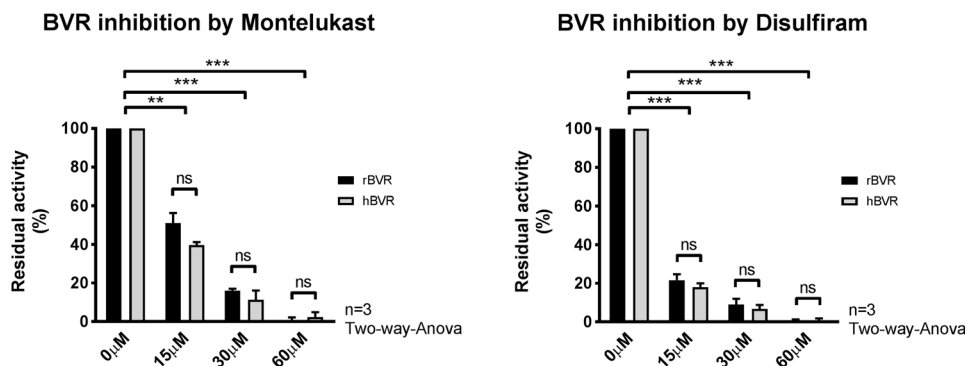 BVR inhibition by Montelukast
***
***
**
Residual activity
(%)
100
80
60
40
20
0
ns
ns
ns
rBVR
hBVR
n=3
Two-way-Anova
0μM
15μM
30μM
60μM
BVR inhibition by Disulfiram
***
***
***
Residual activity
(%)
100
80
60
40
20
0
ns
ns
ns
rBVR
hBVR
n=3
Two-way-Anova
0μM
15μM
30μM
60μM